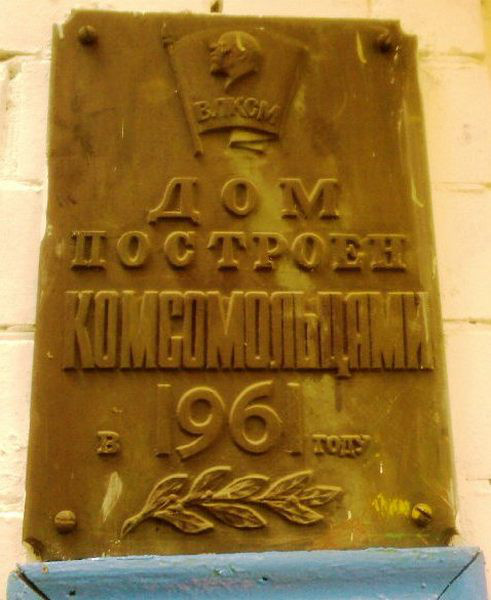 ВЛКСМ
ДОМ
ПОСТРОЕН
КОМСОМОЛЬЦАМИ
В 1961 ГОДУ